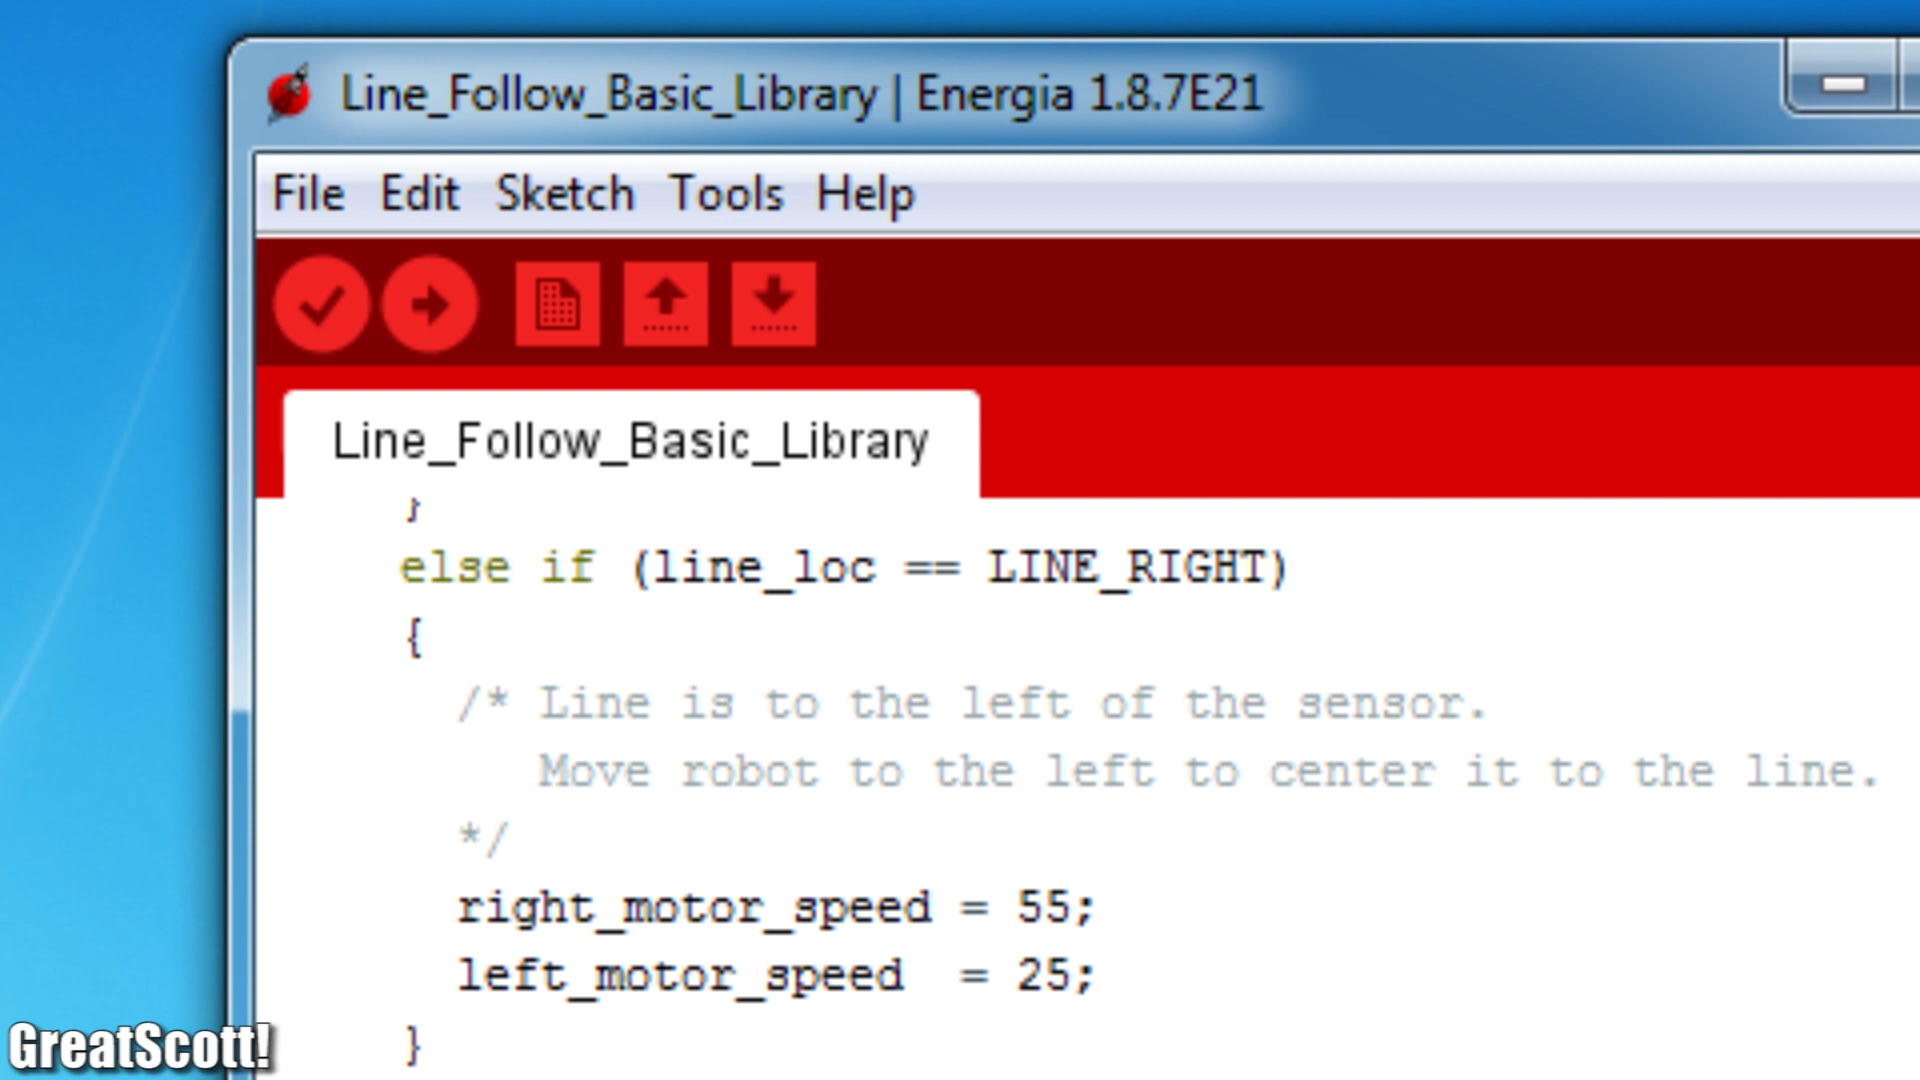 Line_Follow_Basic_Library | Energia 1.8.7E21
File Edit Sketch Tools Help
Line_Follow_Basic_Library
}
else if (line_loc == LINE_RIGHT)
{
/* Line is to the left of the sensor.
Move robot to the left to center it to the line.
*/
right_motor_speed = 55;
left_motor_speed = 25;
}
GreatScott!